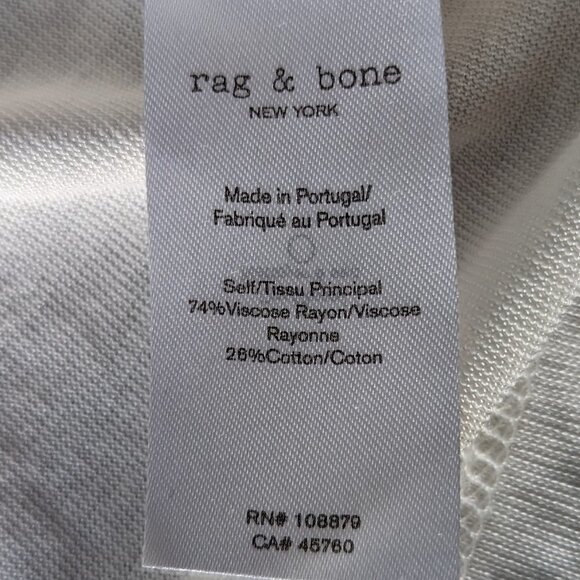 rag & bone
NEW YORK
Made in Portugal/
Fabriqué au Portugal
Self/Tissu Principal
74%Viscose Rayon/Viscose
Rayonne
26%Cotton/Coton
RN# 108879
CA# 45760